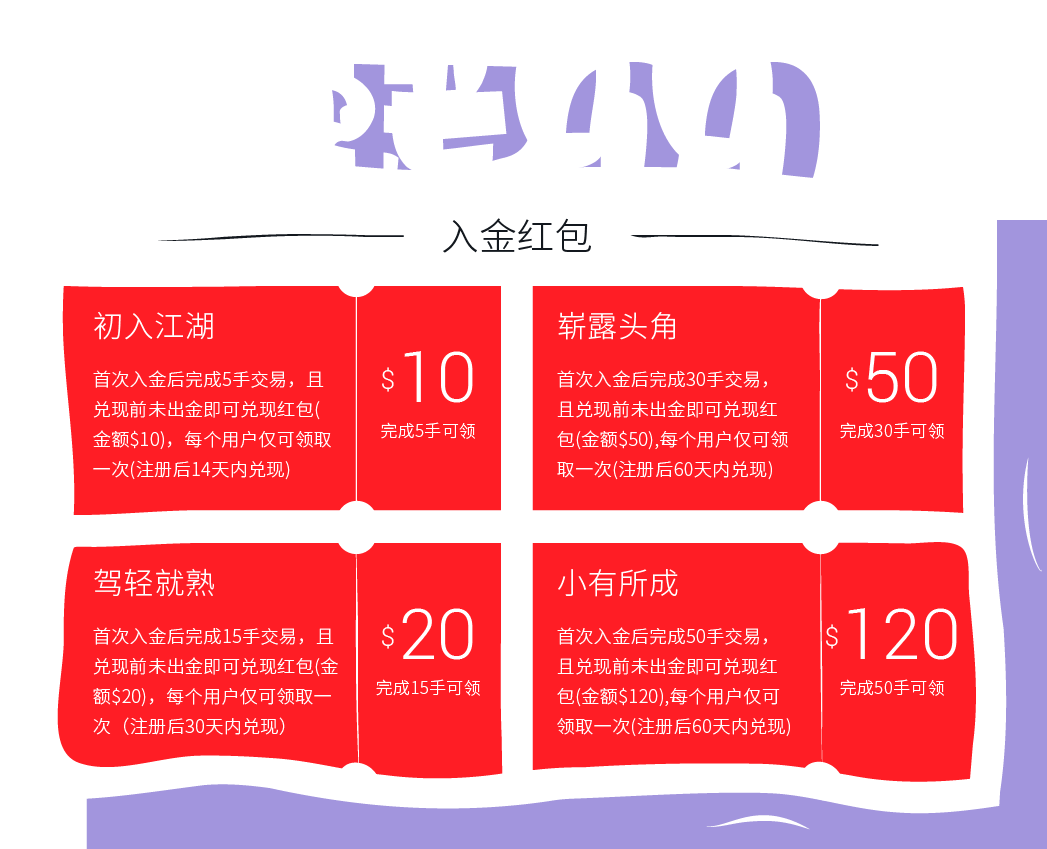 入金红包
初入江湖
首次入金后完成5手交易，且
兑现前未出金即可兑现红包(
金额$10)，每个用户仅可领取
一次(注册后14天内兑现)
$10
完成5手可领
崭露头角
首次入金后完成30手交易，
且兑现前未出金即可兑现红
包(金额$50),每个用户仅可领
取一次(注册后60天内兑现)
$50
完成30手可领
驾轻就熟
首次入金后完成15手交易，且
兑现前未出金即可兑现红包(金
额$20)，每个用户仅可领取一
次（注册后30天内兑现）
$20
完成15手可领
小有所成
首次入金后完成50手交易，
且兑现前未出金即可兑现红
包(金额$120),每个用户仅可
领取一次(注册后60天内兑现)
$120
完成50手可领